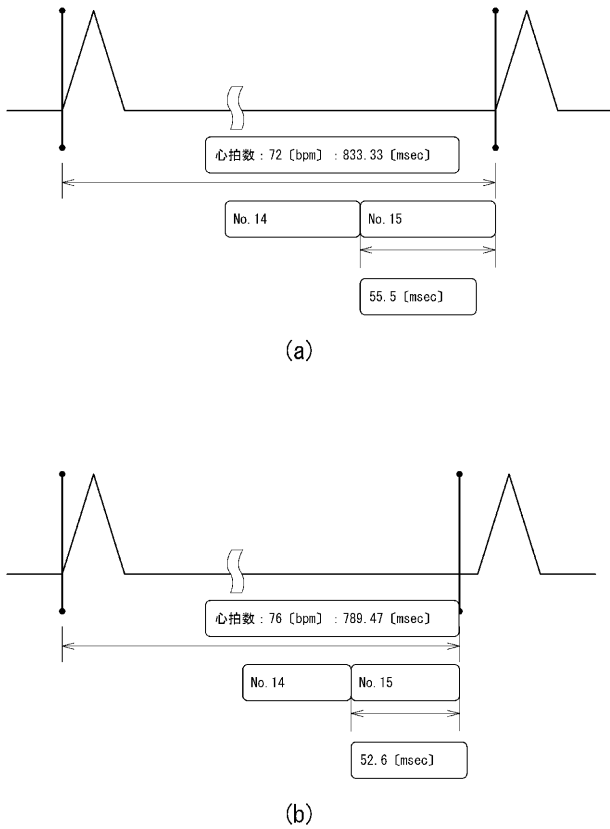 心拍数：72〔bpm〕：833.33〔msec〕
No.14
No.15
55.5〔msec〕
(a)
心拍数：76〔bpm〕：789.47〔msec〕
No.14
No.15
52.6〔msec〕
(b)